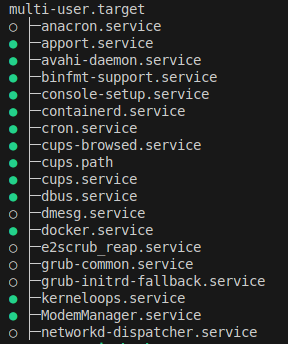 multi-user.target
○ ├─anacron.service
● ├─apport.service
● ├─avahi-daemon.service
● ├─binfmt-support.service
● ├─console-setup.service
● ├─containerd.service
● ├─cron.service
● ├─cups-browsed.service
● ├─cups.path
● ├─cups.service
● ├─dbus.service
○ ├─dmesg.service
● ├─docker.service
○ ├─e2scrub_reap.service
○ ├─grub-common.service
○ ├─grub-initrd-fallback.service
● ├─kerneloops.service
● ├─ModemManager.service
○ ├─networkd-dispatcher.service